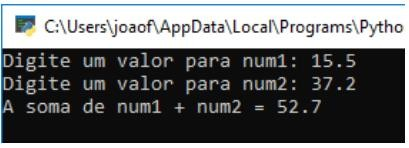 C:\Users\joaof\AppData\Local\Programs\Pytho
Digite um valor para num1: 15.5
Digite um valor para num2: 37.2
A soma de num1 + num2 = 52.7